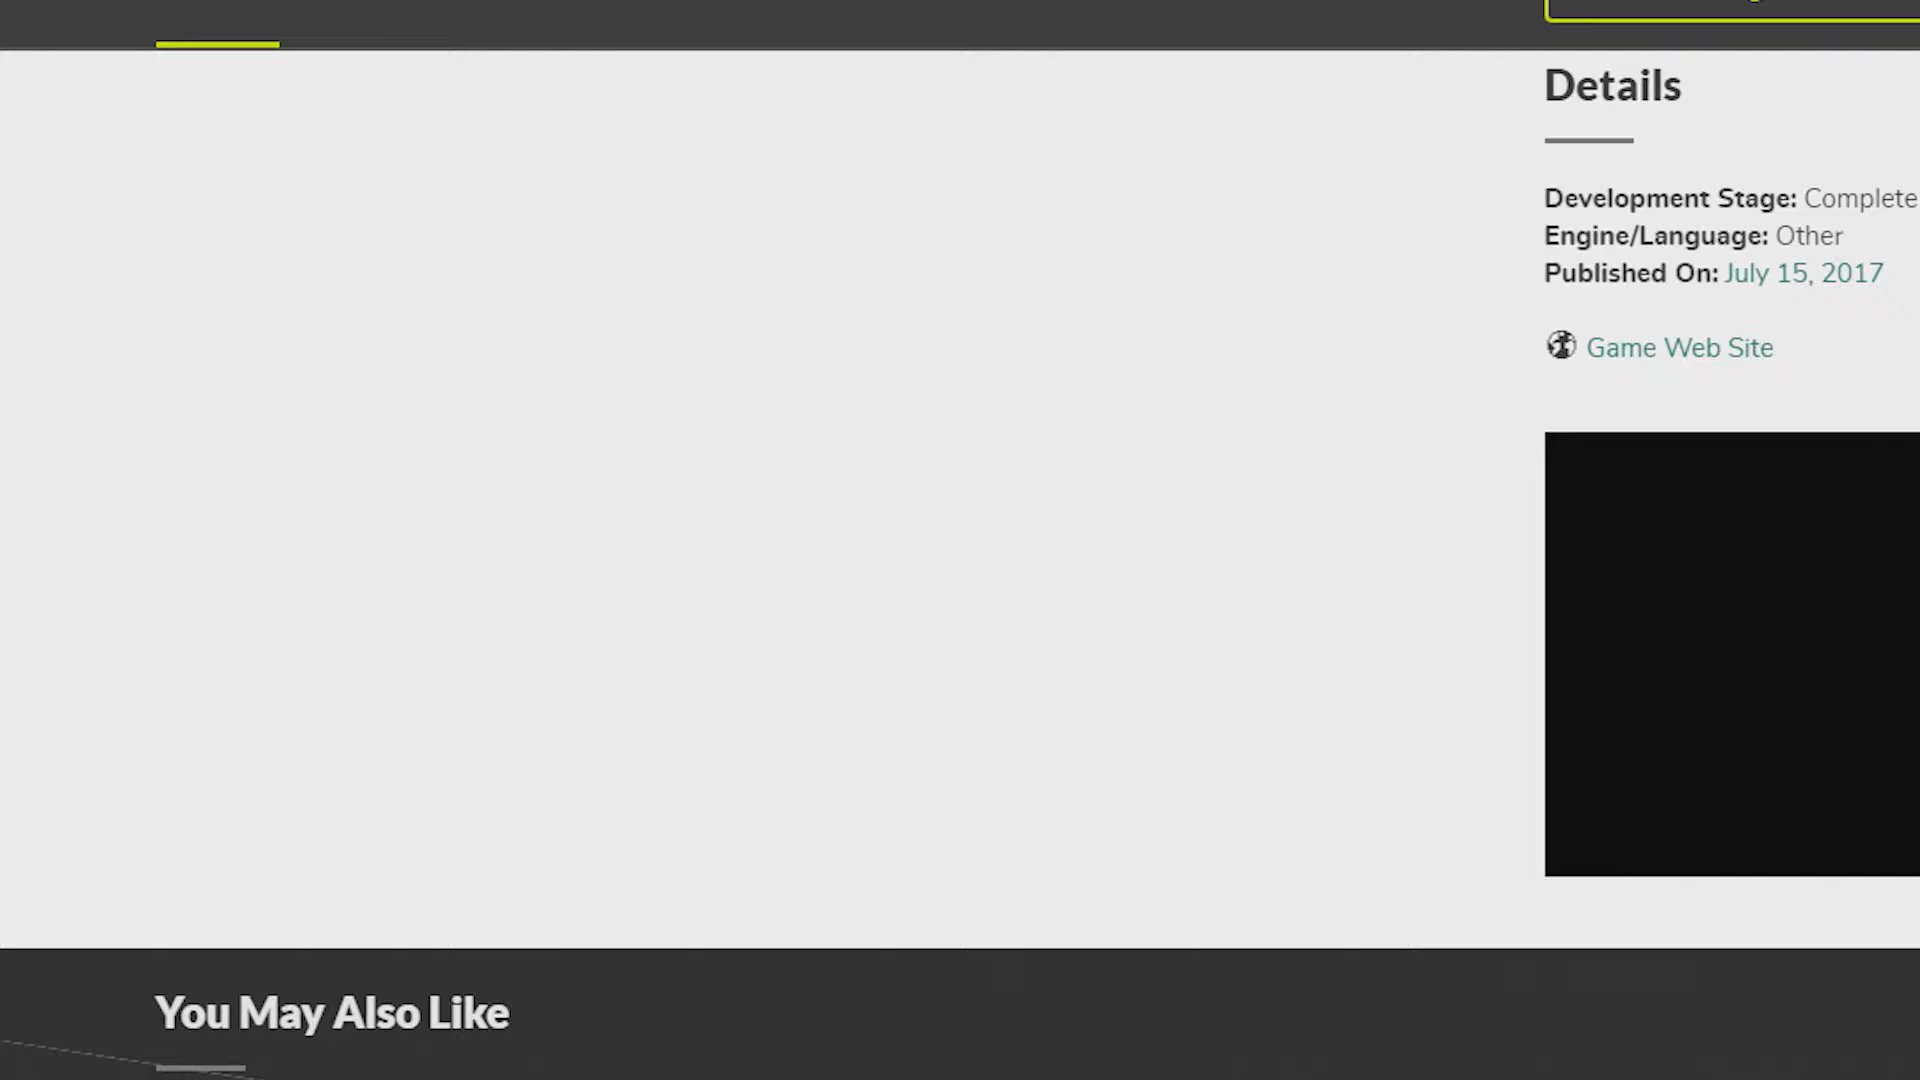 Details
Development Stage: Complete
Engine/Language: Other
Published On: July 15, 2017
Game Web Site
You May Also Like